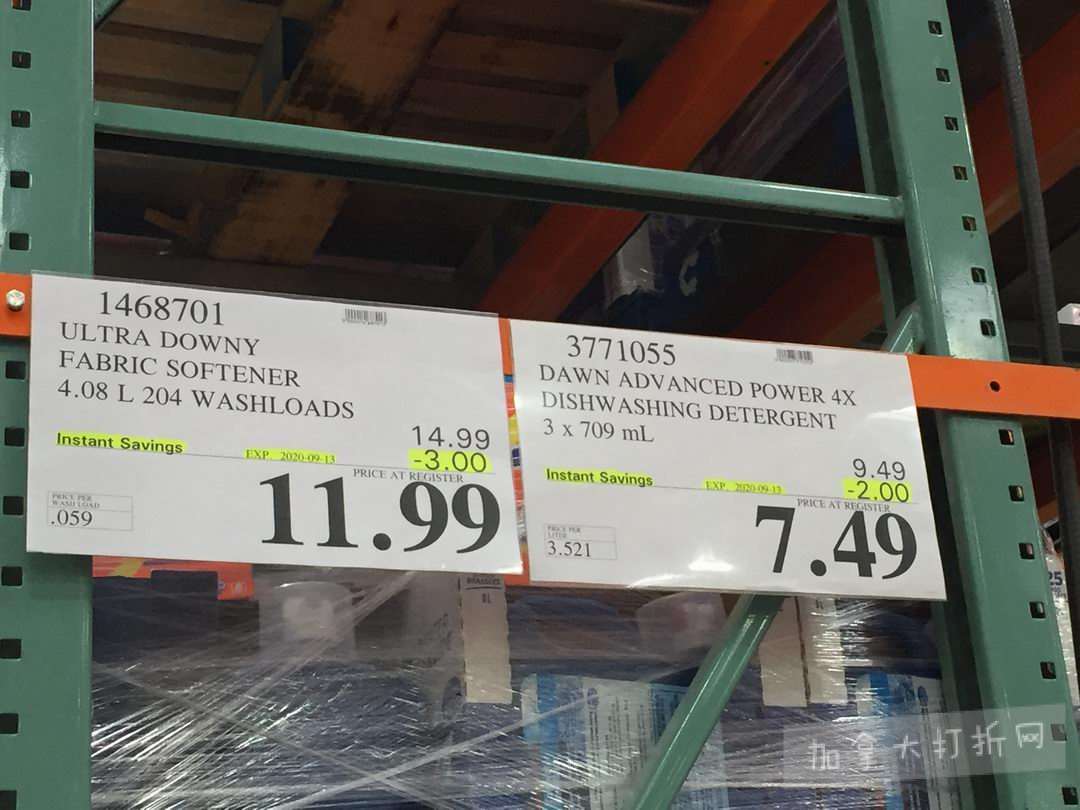 1468701
ULTRA DOWNY
FABRIC SOFTENER
4.08 L 204 WASHLOADS
14.99
Instant Savings EXP. 2020-09-13 -3.00
PRICE AT REGISTER
PRICE PER
WASH LOAD
.059
11.99
3771055
DAWN ADVANCED POWER 4X
DISHWASHING DETERGENT
3 x 709 mL
9.49
Instant Savings EXP. 2020-09-13 -2.00
PRICE AT REGISTER
PRICE PER
LITER
3.521
7.49
加拿大打折网